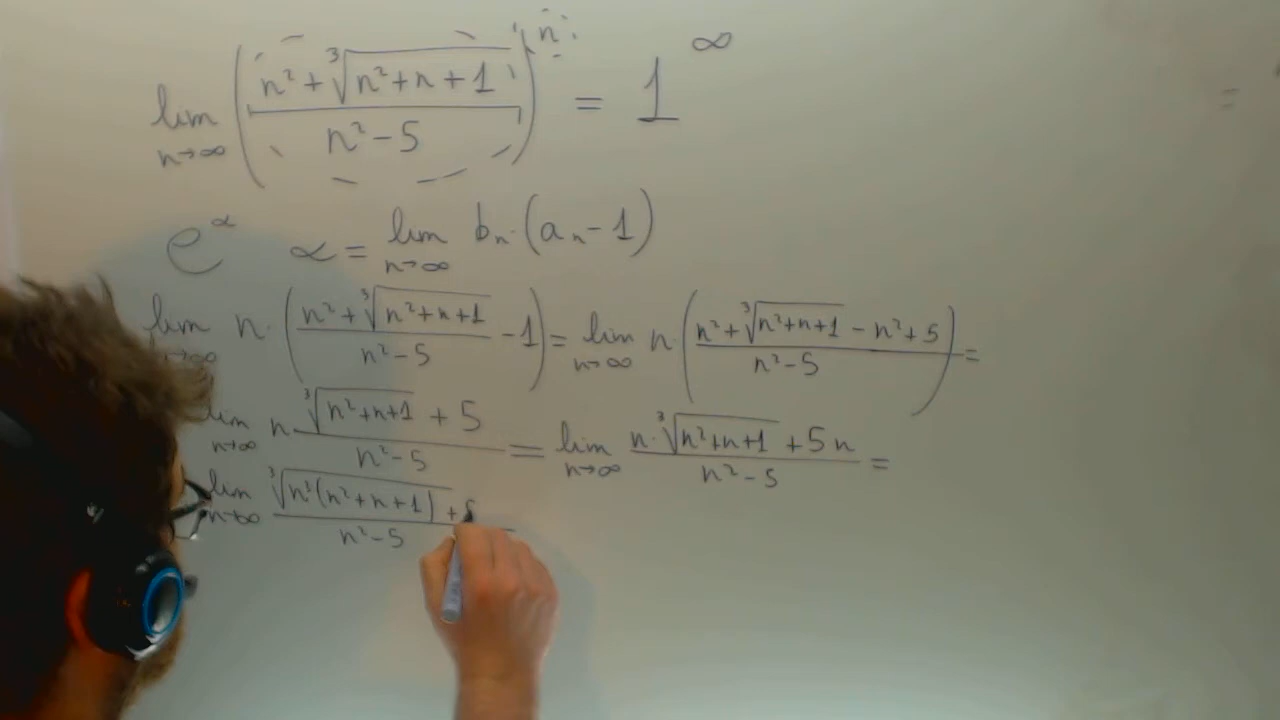 lim n→∞ ( (n² + ∛(n²+n+1)) / (n²-5) )ⁿ = 1^∞
e^α α = lim n→∞ bₙ·(aₙ-1)
lim n→∞ n·( (n² + ∛(n²+n+1)) / (n²-5) - 1 ) = lim n→∞ n·( (n² + ∛(n²+n+1) - n² + 5) / (n²-5) ) =
lim n→∞ n (∛(n²+n+1) + 5) / (n²-5) = lim n→∞ (n·∛(n²+n+1) + 5n) / (n²-5) =
lim n→∞ (∛(n³(n²+n+1)) + 5) / (n²-5)
=